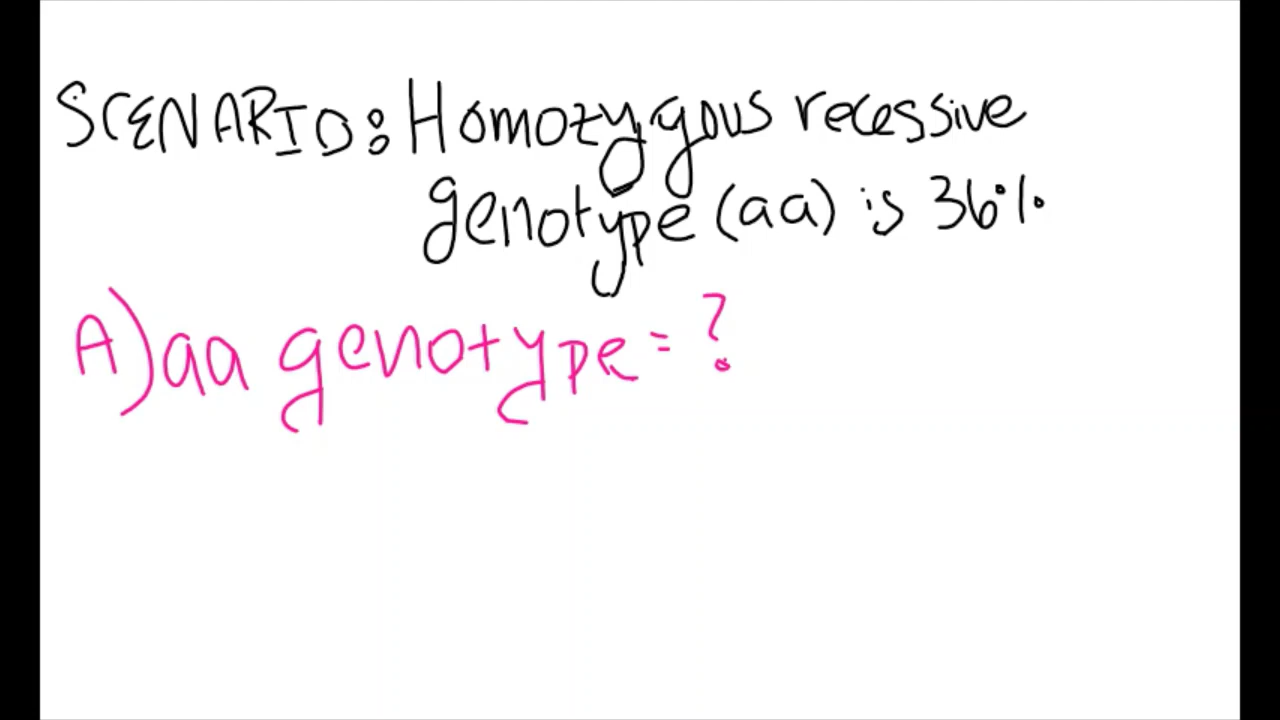 SCENARIO: Homozygous recessive
genotype (aa) is 36%
A) aa genotype = ?